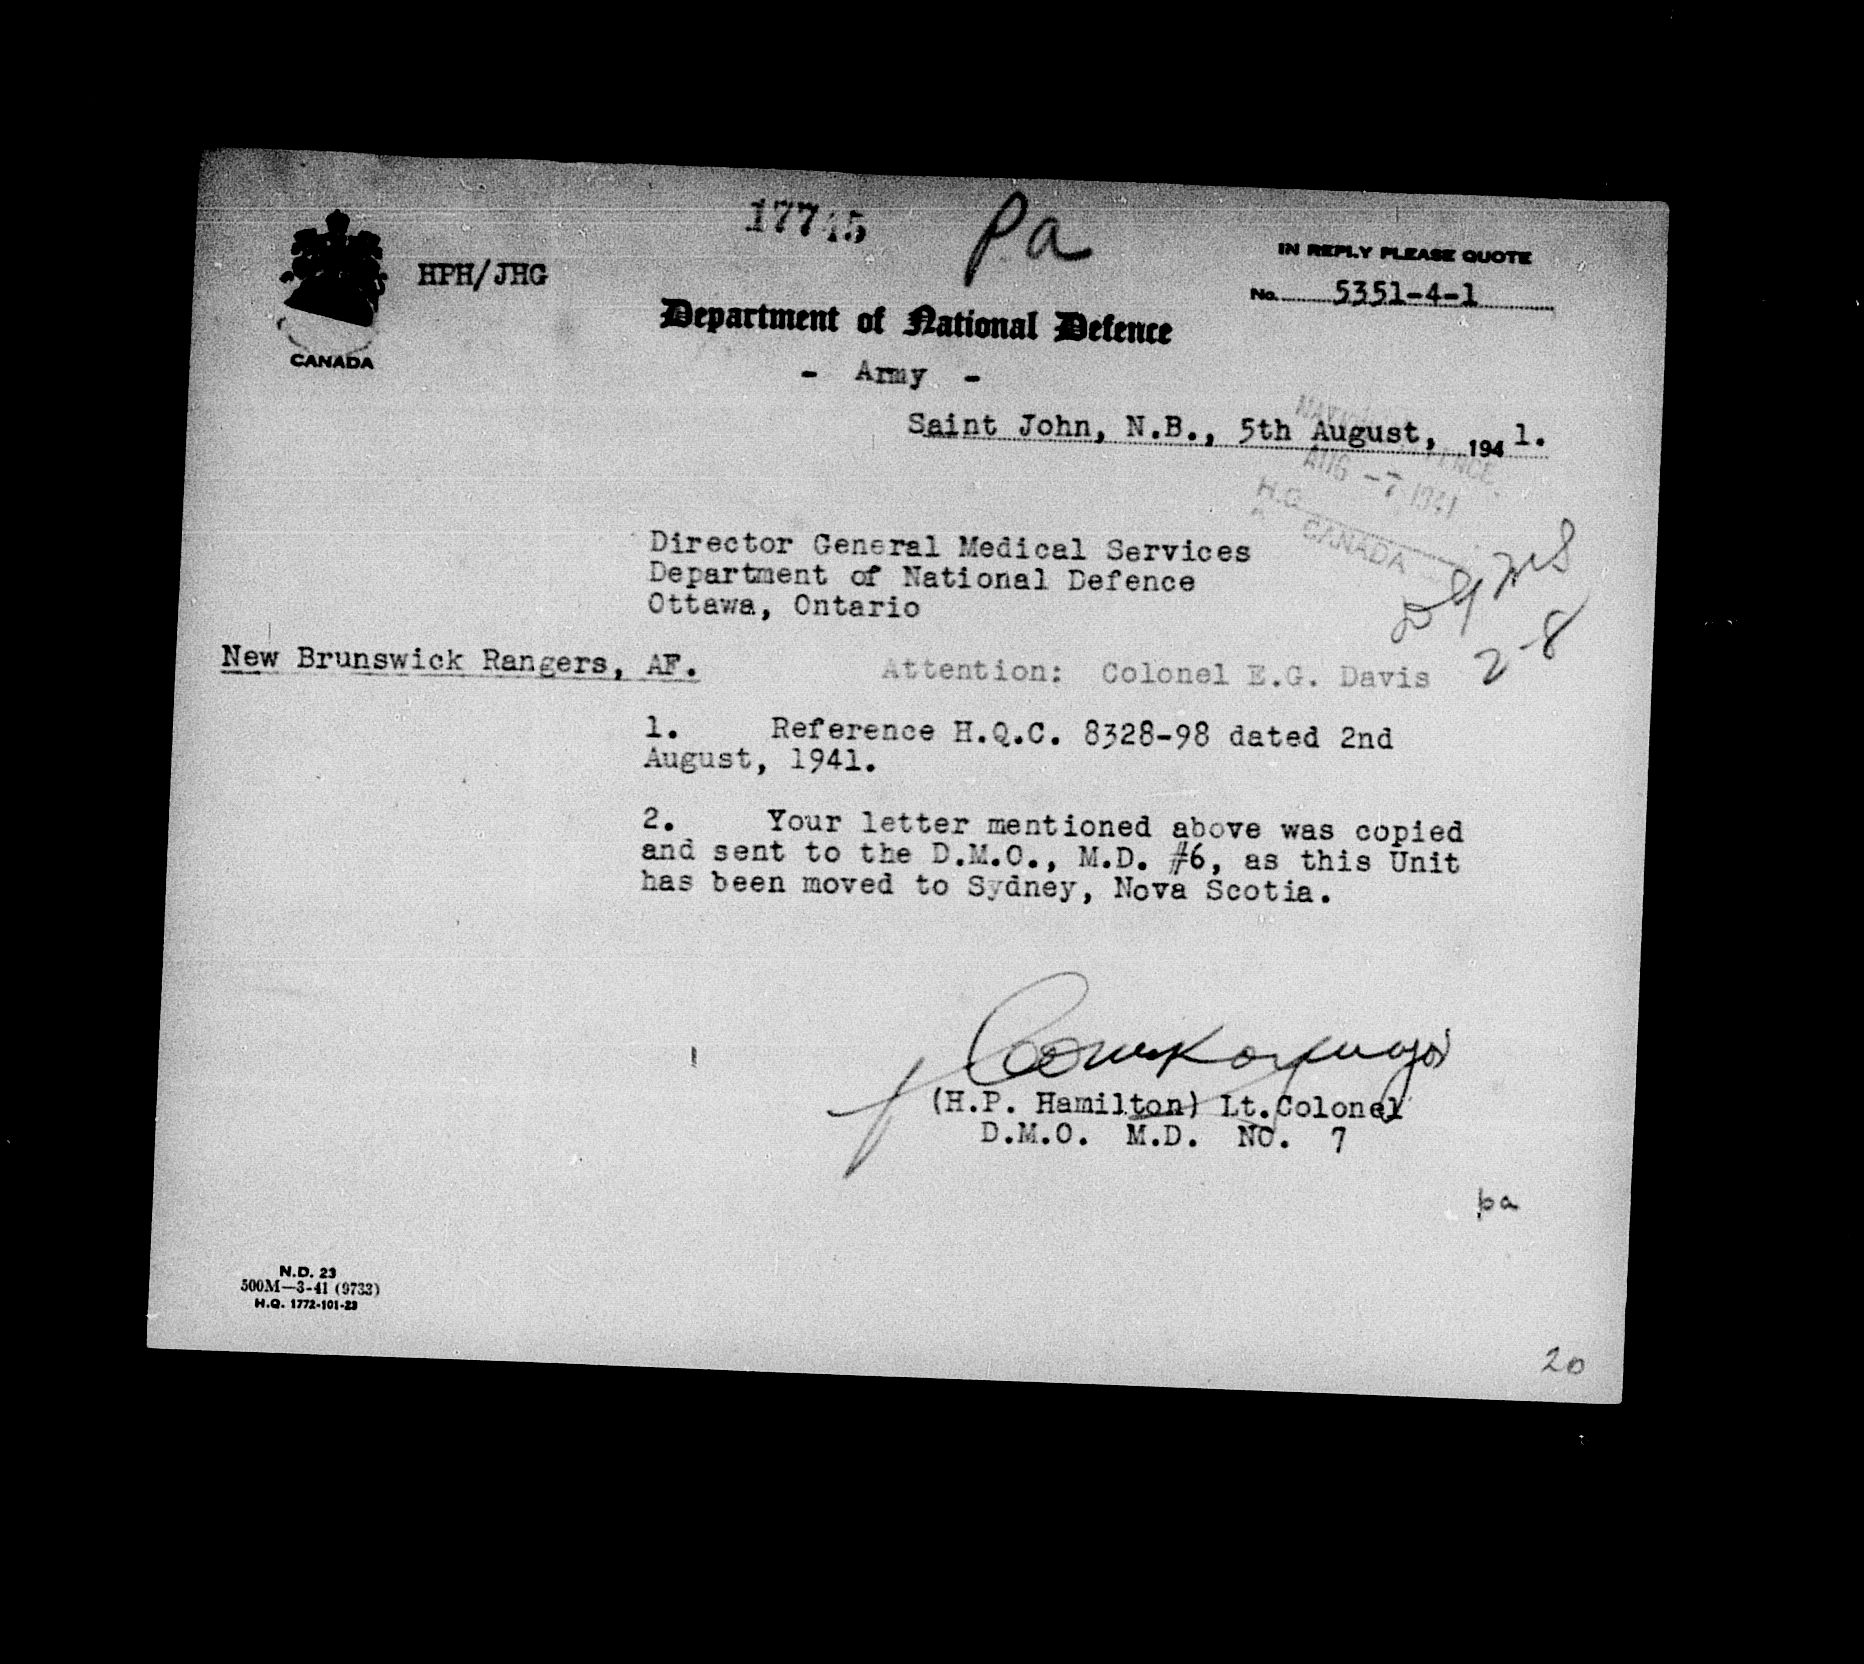 17745
pa
HPH/JHG
CANADA
IN REPLY PLEASE QUOTE
No. 5351-4-1
Department of National Defence
- Army -
Saint John, N.B., 5th August, 1941.
AUG -7 1941
H.Q.
CANADA
DGMS
2-8
Director General Medical Services
Department of National Defence
Ottawa, Ontario
New Brunswick Rangers, AF.
Attention: Colonel E.G. Davis
1. Reference H.Q.C. 8328-98 dated 2nd
August, 1941.
2. Your letter mentioned above was copied
and sent to the D.M.O., M.D. #6, as this Unit
has been moved to Sydney, Nova Scotia.
(H.P. Hamilton) Lt.Colonel
D.M.O. M.D. NO. 7
pa
N.D. 23
500M—3-41 (9733)
H.Q. 1772-101-23
20